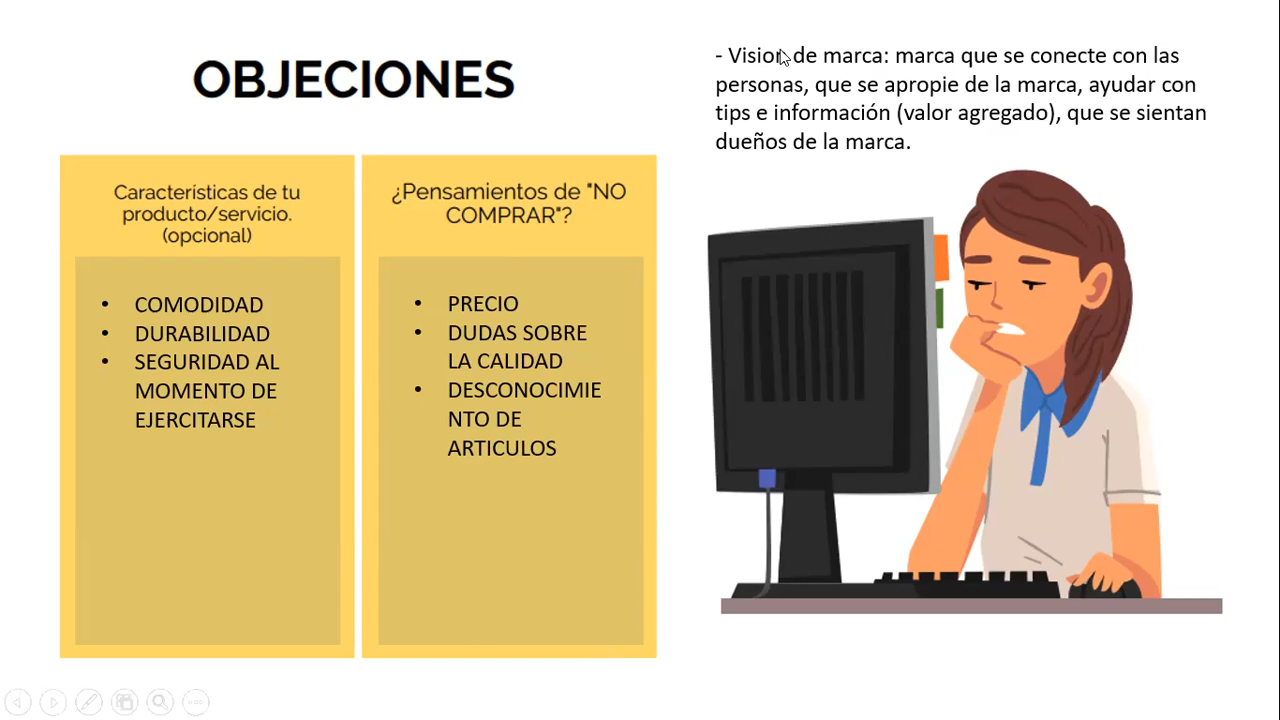 OBJECIONES
Características de tu
producto/servicio.
(opcional)
• COMODIDAD
• DURABILIDAD
• SEGURIDAD AL
MOMENTO DE
EJERCITARSE
¿Pensamientos de "NO
COMPRAR"?
• PRECIO
• DUDAS SOBRE
LA CALIDAD
• DESCONOCIMIE
NTO DE
ARTICULOS
- Vision de marca: marca que se conecte con las
personas, que se apropie de la marca, ayudar con
tips e información (valor agregado), que se sientan
dueños de la marca.